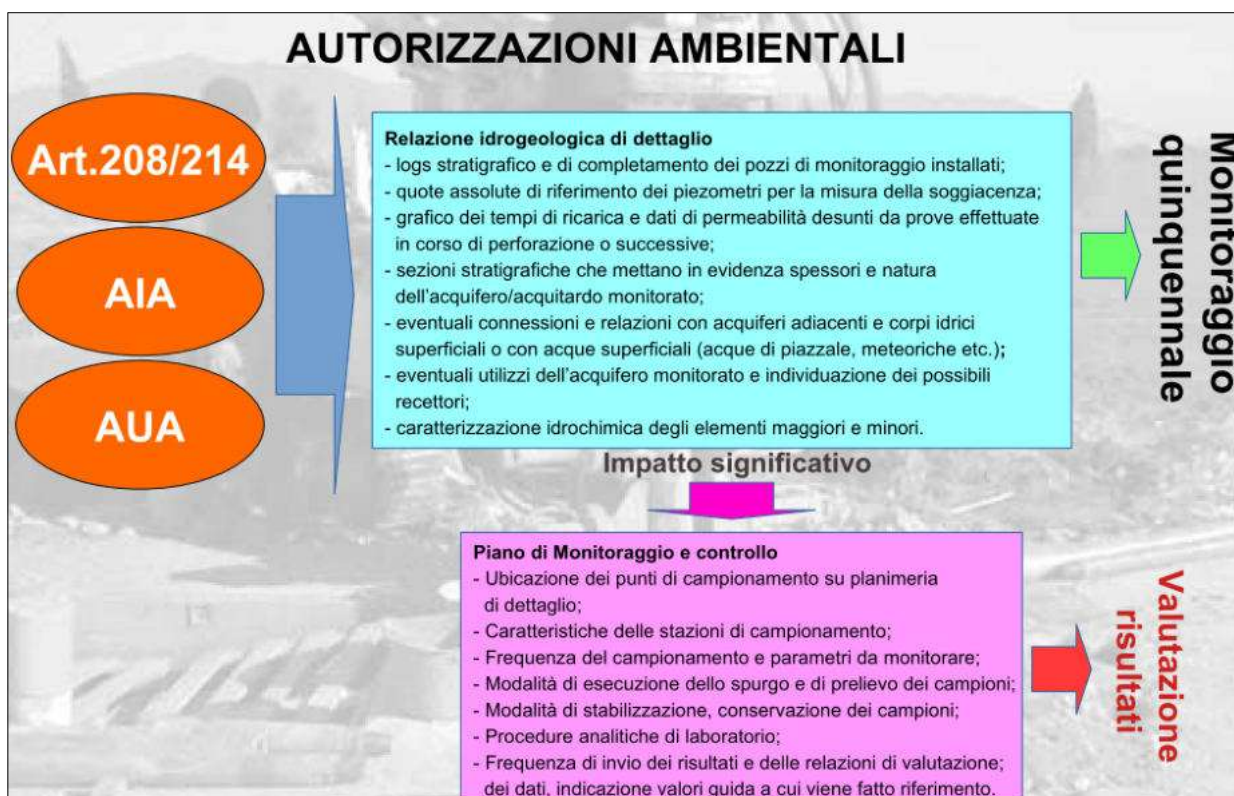 AUTORIZZAZIONI AMBIENTALI
Art.208/214
AIA
AUA
Relazione idrogeologica di dettaglio
- logs stratigrafico e di completamento dei pozzi di monitoraggio installati;
- quote assolute di riferimento dei piezometri per la misura della soggiacenza;
- grafico dei tempi di ricarica e dati di permeabilità desunti da prove effettuate
in corso di perforazione o successive;
- sezioni stratigrafiche che mettano in evidenza spessori e natura
dell'acquifero/acquitardo monitorato;
- eventuali connessioni e relazioni con acquiferi adiacenti e corpi idrici
superficiali o con acque superficiali (acque di piazzale, meteoriche etc.);
- eventuali utilizzi dell'acquifero monitorato e individuazione dei possibili
recettori;
- caratterizzazione idrochimica degli elementi maggiori e minori.
Monitoraggio
quinquennale
Impatto significativo
Piano di Monitoraggio e controllo
- Ubicazione dei punti di campionamento su planimeria
di dettaglio;
- Caratteristiche delle stazioni di campionamento;
- Frequenza del campionamento e parametri da monitorare;
- Modalità di esecuzione dello spurgo e di prelievo dei campioni;
- Modalità di stabilizzazione, conservazione dei campioni;
- Procedure analitiche di laboratorio;
- Frequenza di invio dei risultati e delle relazioni di valutazione;
dei dati, indicazione valori guida a cui viene fatto riferimento.
Valutazione
risultati